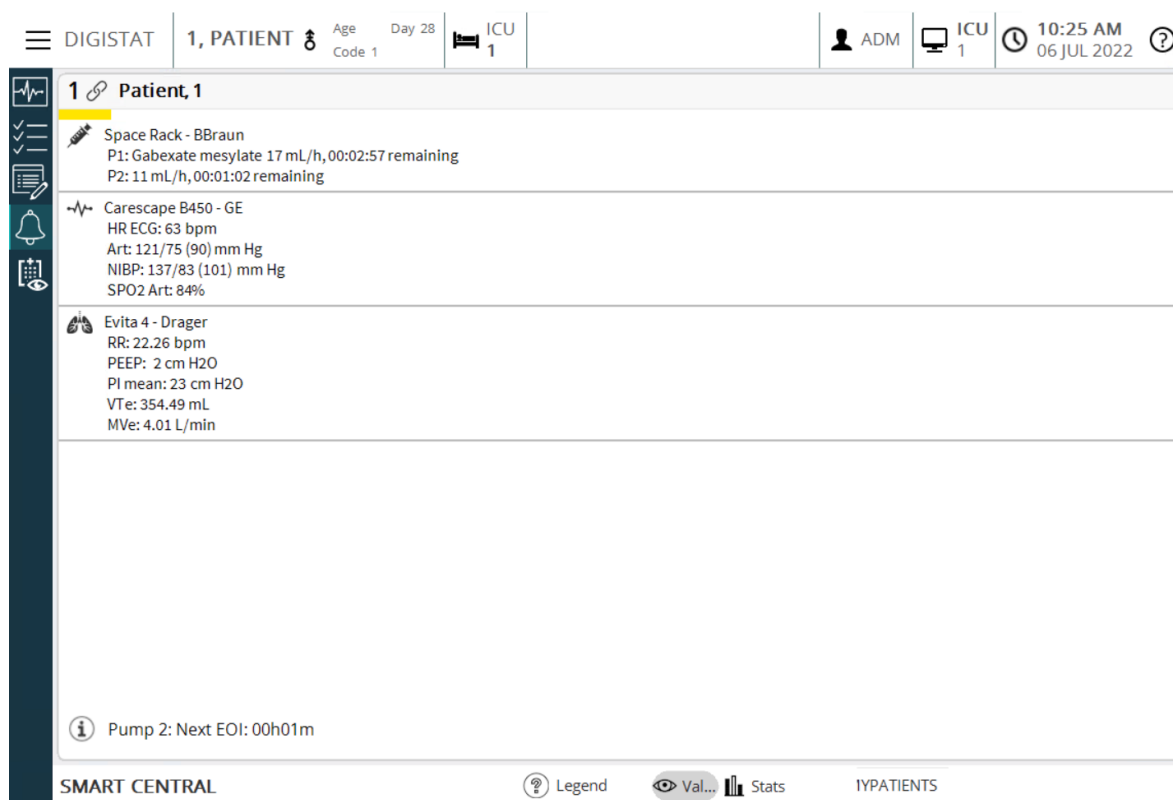 DIGISTAT 1, PATIENT Age Day 28 ICU ADM ICU 10:25 AM
Code 1 1 1 06 JUL 2022
1 Patient, 1
Space Rack - BBraun
P1: Gabexate mesylate 17 mL/h, 00:02:57 remaining
P2: 11 mL/h, 00:01:02 remaining
Carescape B450 - GE
HR ECG: 63 bpm
Art: 121/75 (90) mm Hg
NIBP: 137/83 (101) mm Hg
SPO2 Art: 84%
Evita 4 - Drager
RR: 22.26 bpm
PEEP: 2 cm H2O
PI mean: 23 cm H2O
VTe: 354.49 mL
MVe: 4.01 L/min
Pump 2: Next EOI: 00h01m
SMART CENTRAL Legend Val... Stats 1YPATIENTS